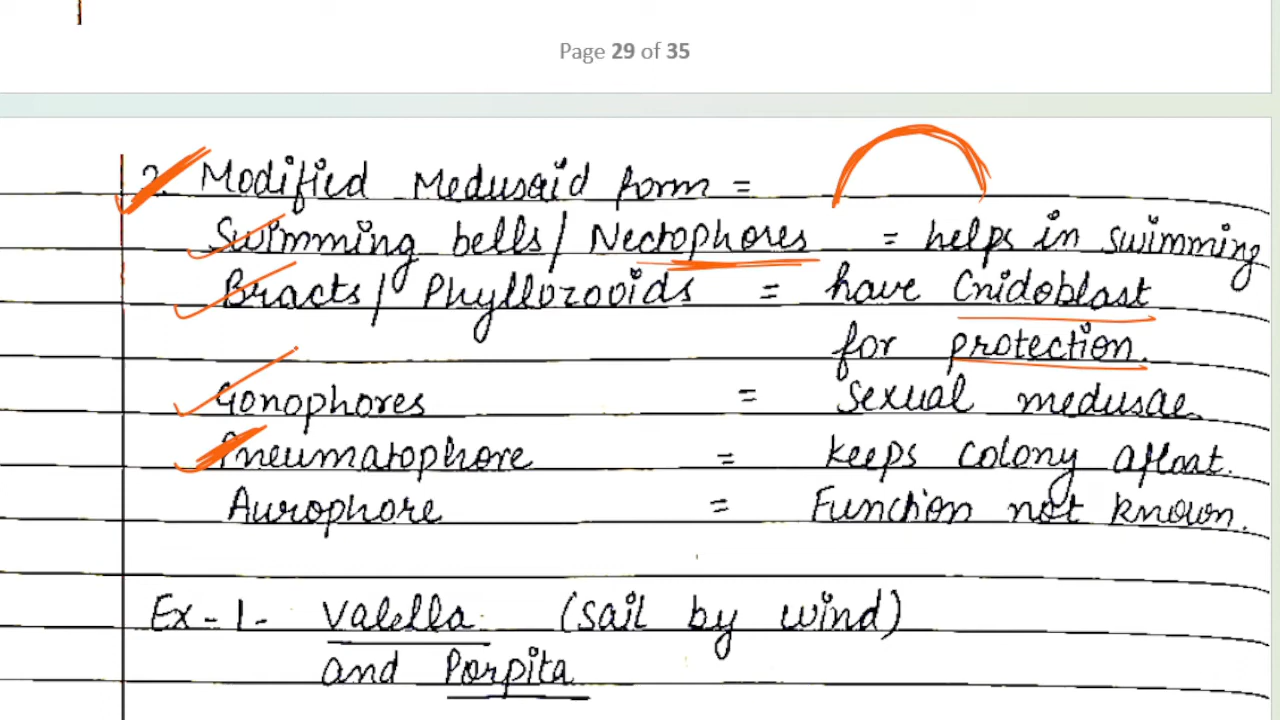 Page 29 of 35
2. Modified Medusaid form =
Swimming bells / Nectophores = helps in swimming
Bracts / Phyllozooids = have Cnidoblast
for protection.
Gonophores = Sexual medusae.
Pneumatophore = keeps colony afloat.
Aurophore = Function not known.
Ex - 1 - Valella (Sail by wind)
and Porpita